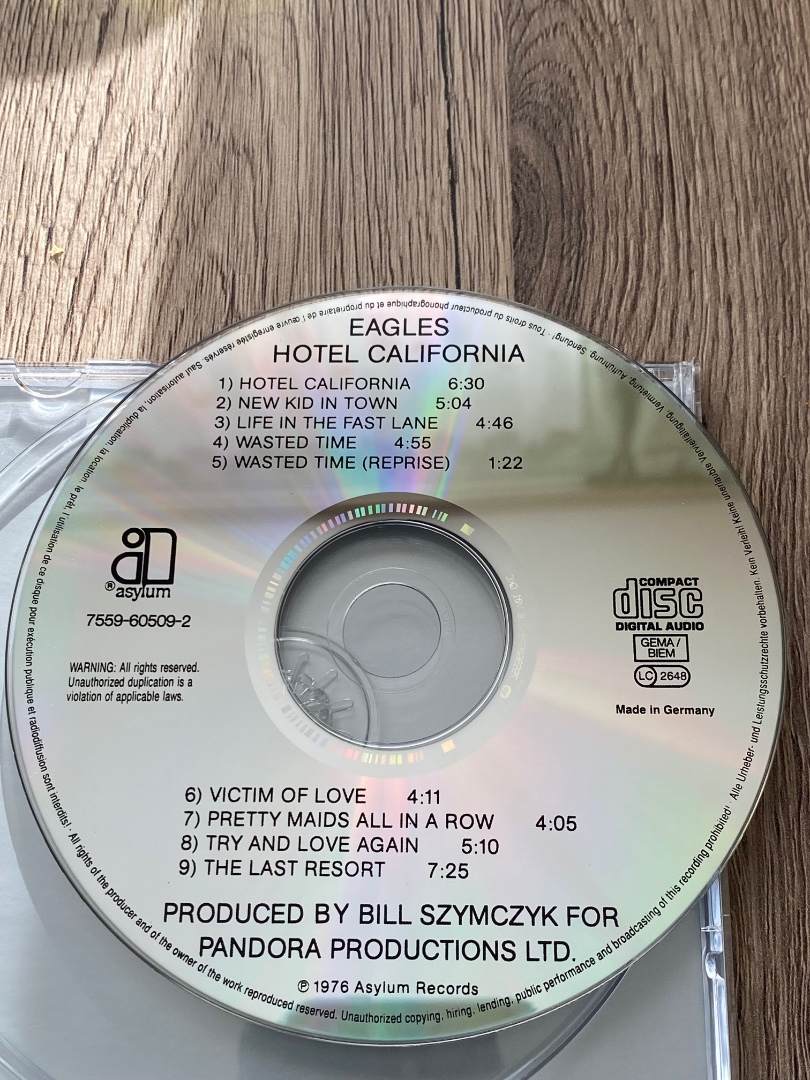 EAGLES
HOTEL CALIFORNIA
1) HOTEL CALIFORNIA 6:30
2) NEW KID IN TOWN 5:04
3) LIFE IN THE FAST LANE 4:46
4) WASTED TIME 4:55
5) WASTED TIME (REPRISE) 1:22
® asylum
7559-60509-2
WARNING: All rights reserved.
Unauthorized duplication is a
violation of applicable laws.
COMPACT
disc
DIGITAL AUDIO
GEMA/
BIEM
LC 2648
Made in Germany
6) VICTIM OF LOVE 4:11
7) PRETTY MAIDS ALL IN A ROW 4:05
8) TRY AND LOVE AGAIN 5:10
9) THE LAST RESORT 7:25
PRODUCED BY BILL SZYMCZYK FOR
PANDORA PRODUCTIONS LTD.
℗ 1976 Asylum Records
All rights of the producer and of the owner of the work reproduced reserved. Unauthorized copying, hiring, lending, public performance and broadcasting of this recording prohibited! · Alle Urheber- und Leistungsschutzrechte vorbehalten. Kein Verleih! Keine unerlaubte Vervielfältigung, Vermietung, Aufführung, Sendung! · Tous droits du producteur phonographique et du propriétaire de l'œuvre enregistrée réservés. Sauf autorisation, la duplication, la location, le prêt, l'utilisation de ce disque pour exécution publique et radiodiffusion sont interdits! ·